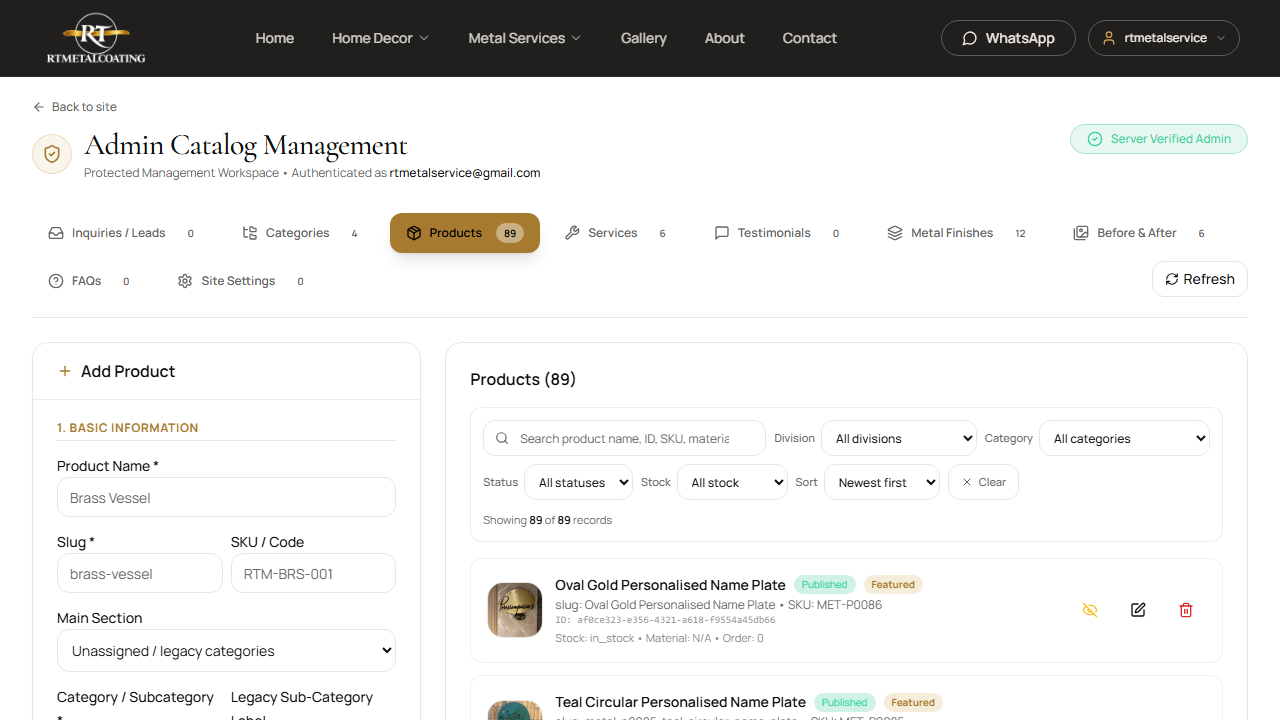 RT
RTMETALCOATING
Home
Home Decor
Metal Services
Gallery
About
Contact
WhatsApp
rtmetalservice
Back to site
Admin Catalog Management
Protected Management Workspace • Authenticated as rtmetalservice@gmail.com
Server Verified Admin
Inquiries / Leads 0
Categories 4
Products 89
Services 6
Testimonials 0
Metal Finishes 12
Before & After 6
FAQs 0
Site Settings 0
Refresh
Add Product
1. BASIC INFORMATION
Product Name *
Brass Vessel
Slug *
brass-vessel
SKU / Code
RTM-BRS-001
Main Section
Unassigned / legacy categories
Category / Subcategory
*
Legacy Sub-Category
Label
Products (89)
Search product name, ID, SKU, materia
Division All divisions
Category All categories
Status All statuses
Stock All stock
Sort Newest first
Clear
Showing 89 of 89 records
Oval Gold Personalised Name Plate Published Featured
slug: Oval Gold Personalised Name Plate • SKU: MET-P0086
ID: af0ce323-e356-4321-a618-f9554a45db66
Stock: in_stock • Material: N/A • Order: 0
Teal Circular Personalised Name Plate Published Featured